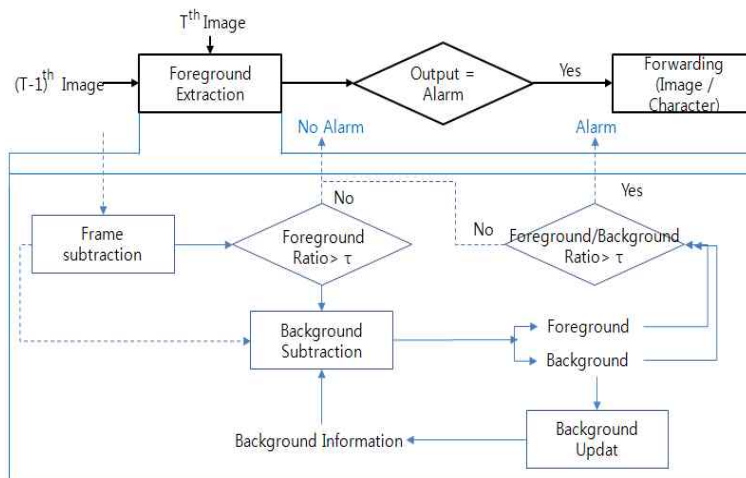 T th Image
(T-1) th Image
Foreground
Extraction
Output =
Alarm
Yes
Forwarding
(Image /
Character)
No Alarm
Alarm
No
Yes
Frame
subtraction
Foreground
Ratio> τ
No
Foreground/Background
Ratio> τ
Background
Subtraction
Foreground
Background
Background Information
Background
Updat